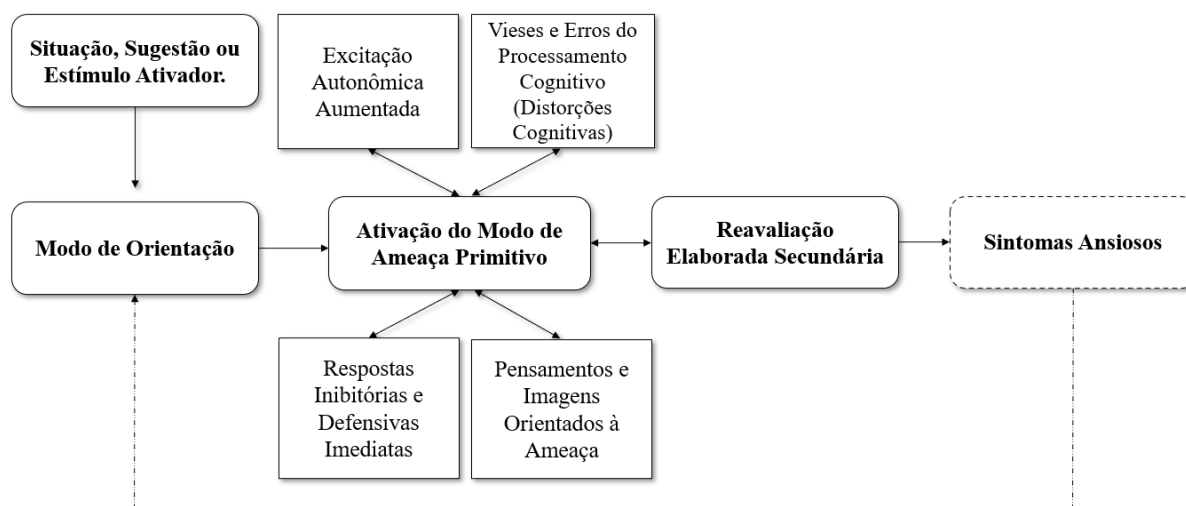 Situação, Sugestão ou
Estímulo Ativador.
Excitação
Autonômica
Aumentada
Vieses e Erros do
Processamento
Cognitivo
(Distorções
Cognitivas)
Modo de Orientação
Ativação do Modo de
Ameaça Primitivo
Reavaliação
Elaborada Secundária
Sintomas Ansiosos
Respostas
Inibitórias e
Defensivas
Imediatas
Pensamentos e
Imagens
Orientados à
Ameaça